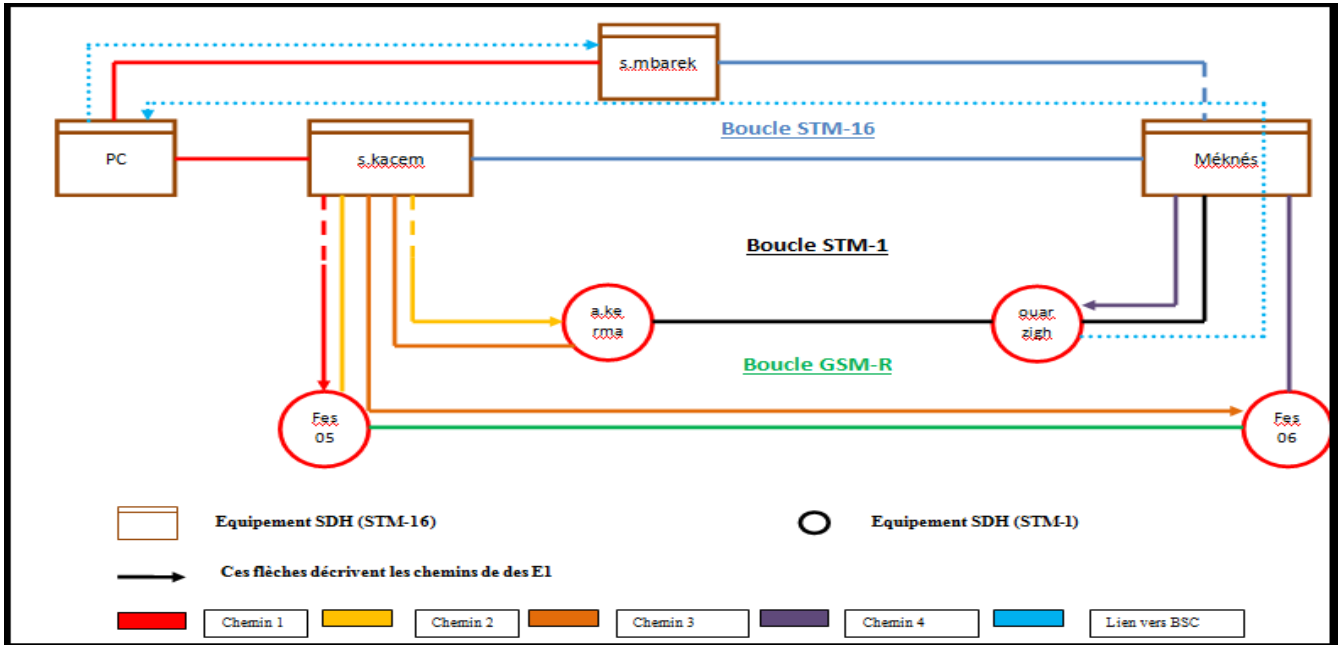 s.mbarek
Boucle STM-16
PC
s.kacem
Méknés
Boucle STM-1
a.ke
rma
ouar
zigh
Boucle GSM-R
Fes
05
Fes
06
Equipement SDH (STM-16)
Equipement SDH (STM-1)
Ces flèches décrivent les chemins de des E1
Chemin 1
Chemin 2
Chemin 3
Chemin 4
Lien vers BSC